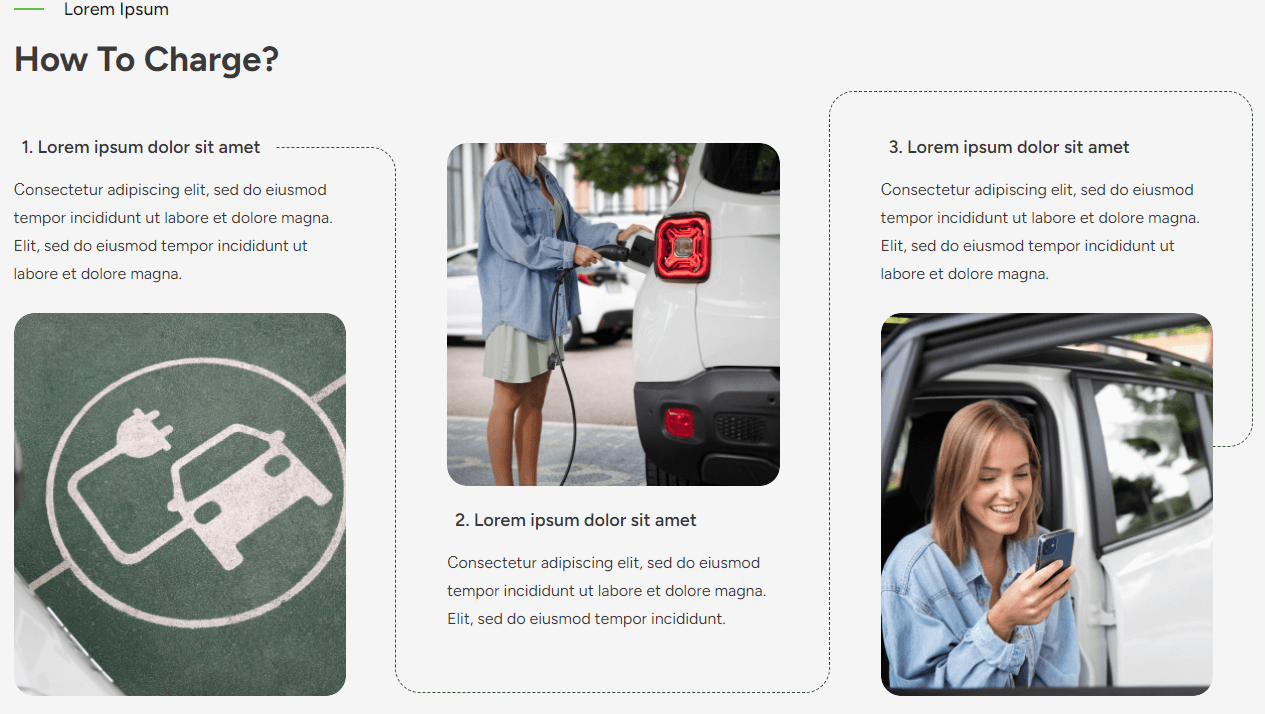 Lorem Ipsum
How To Charge?
1. Lorem ipsum dolor sit amet
Consectetur adipiscing elit, sed do eiusmod
tempor incididunt ut labore et dolore magna.
Elit, sed do eiusmod tempor incididunt ut
labore et dolore magna.
2. Lorem ipsum dolor sit amet
Consectetur adipiscing elit, sed do eiusmod
tempor incididunt ut labore et dolore magna.
Elit, sed do eiusmod tempor incididunt.
3. Lorem ipsum dolor sit amet
Consectetur adipiscing elit, sed do eiusmod
tempor incididunt ut labore et dolore magna.
Elit, sed do eiusmod tempor incididunt ut
labore et dolore magna.